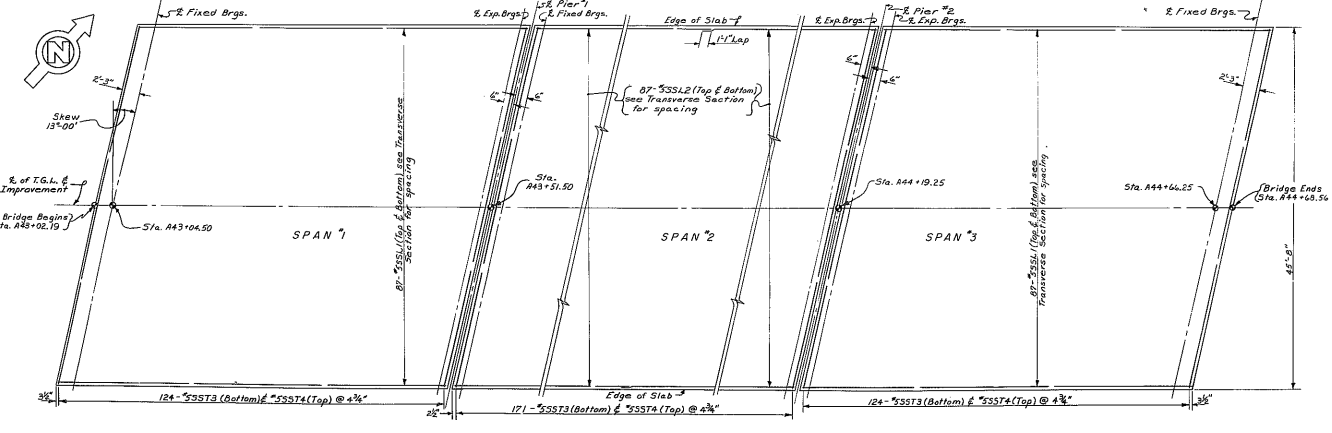 ℄ Fixed Brgs.
℄ Exp. Brgs.
℄ Pier #1
℄ Fixed Brgs.
Edge of Slab
1'-1" Lap
℄ Exp. Brgs.
℄ Pier #2
℄ Exp. Brgs.
℄ Fixed Brgs.
N
2'-3"
6"
6"
87-#5SSL2 (Top & Bottom)
see Transverse Section
for spacing
6"
6"
2'-3"
Skew
13°-00'
87-#5SSL1 (Top & Bottom) see Transverse
Section for spacing
87-#5SSL1 (Top & Bottom) see
Transverse Section for spacing.
℄ of T.G.L. &
Improvement
Sta.
A43+51.50
Sta. A44+19.25
Sta. A44+66.25
Bridge Ends
(Sta. A44+68.56
Bridge Begins
ta. A43+02.19
Sta. A43+04.50
SPAN #1
SPAN #2
SPAN #3
45'-8"
Edge of Slab
3½"
124-#5SST3 (Bottom) & #5SST4 (Top) @ 4¾"
2½"
171-#5SST3 (Bottom) & #5SST4 (Top) @ 4¾"
124-#5SST3 (Bottom) & #5SST4 (Top) @ 4¾"
3½"